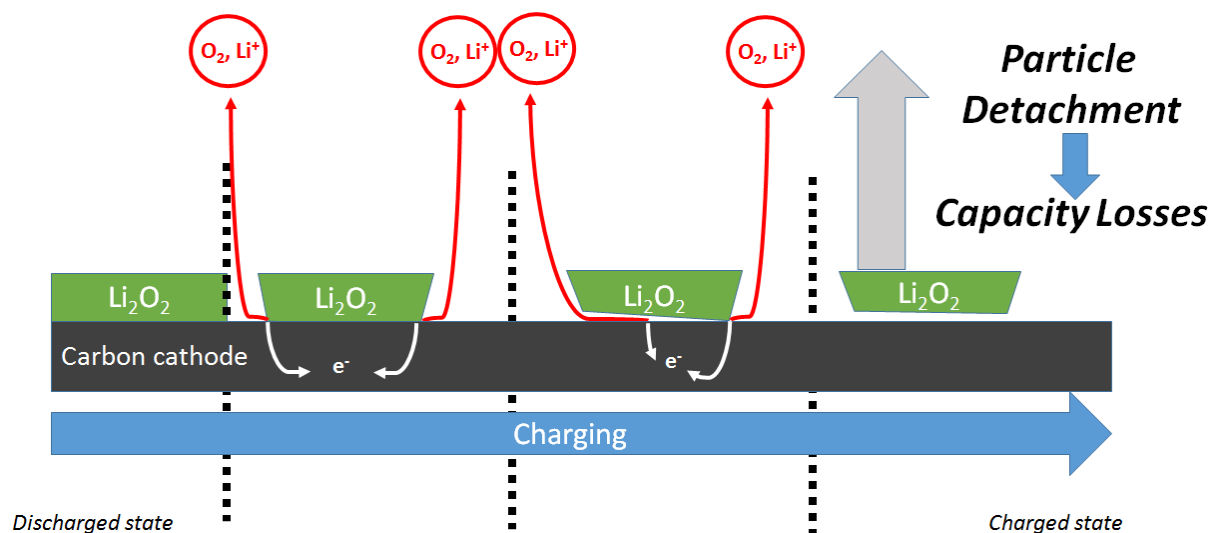 O₂, Li⁺
O₂, Li⁺
O₂, Li⁺
O₂, Li⁺
Particle
Detachment
Capacity Losses
Li₂O₂
Li₂O₂
Li₂O₂
Li₂O₂
Carbon cathode
e⁻
e⁻
Charging
Discharged state
Charged state